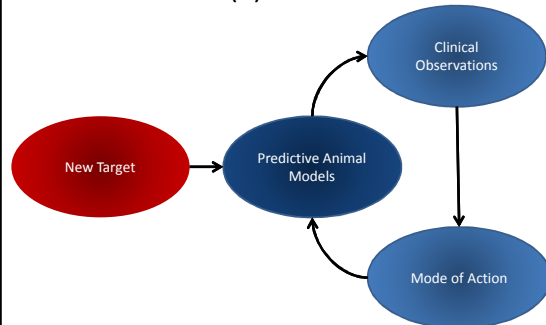 Clinical
Observations
New Target
Predictive Animal
Models
Mode of Action